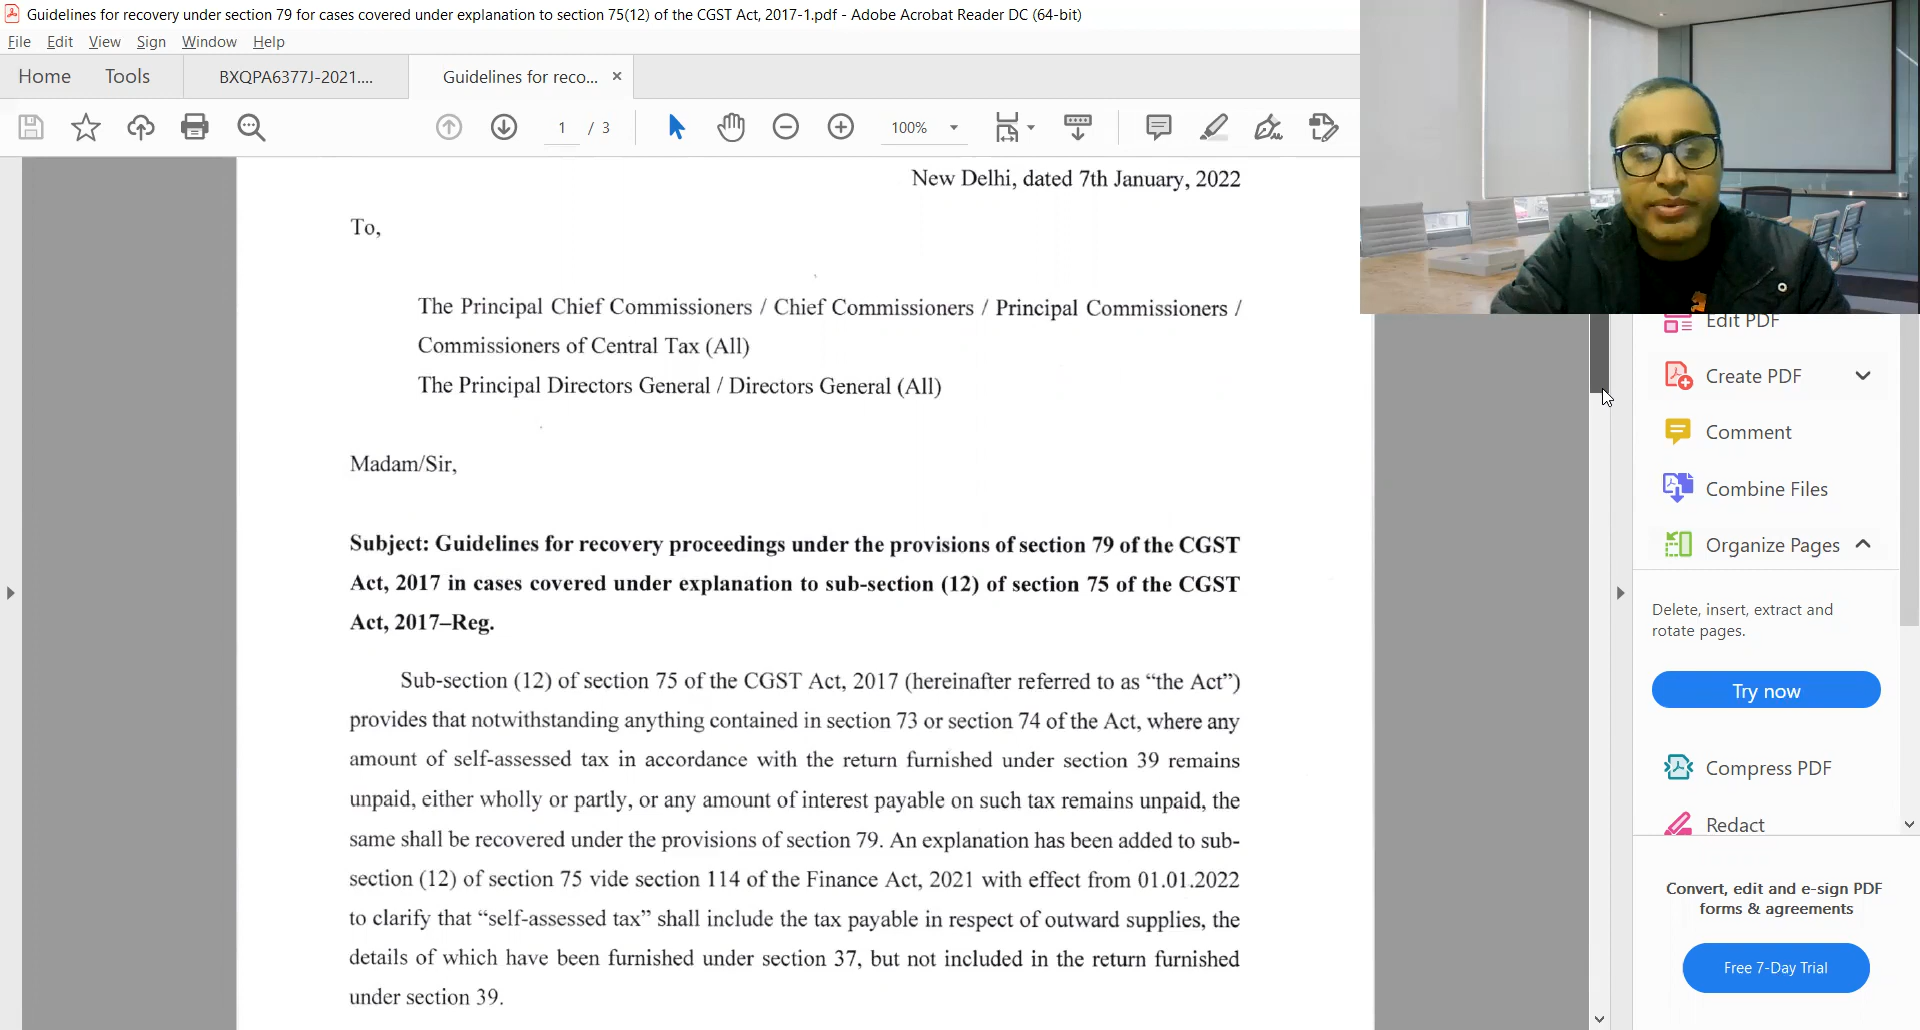 Guidelines for recovery under section 79 for cases covered under explanation to section 75(12) of the CGST Act, 2017-1.pdf - Adobe Acrobat Reader DC (64-bit)
File Edit View Sign Window Help
Home Tools BXQPA6377J-2021.... Guidelines for reco... ×
1 / 3 100%
New Delhi, dated 7th January, 2022
To,
The Principal Chief Commissioners / Chief Commissioners / Principal Commissioners /
Commissioners of Central Tax (All)
The Principal Directors General / Directors General (All)
Madam/Sir,
Subject: Guidelines for recovery proceedings under the provisions of section 79 of the CGST
Act, 2017 in cases covered under explanation to sub-section (12) of section 75 of the CGST
Act, 2017–Reg.
Sub-section (12) of section 75 of the CGST Act, 2017 (hereinafter referred to as “the Act”)
provides that notwithstanding anything contained in section 73 or section 74 of the Act, where any
amount of self-assessed tax in accordance with the return furnished under section 39 remains
unpaid, either wholly or partly, or any amount of interest payable on such tax remains unpaid, the
same shall be recovered under the provisions of section 79. An explanation has been added to sub-
section (12) of section 75 vide section 114 of the Finance Act, 2021 with effect from 01.01.2022
to clarify that “self-assessed tax” shall include the tax payable in respect of outward supplies, the
details of which have been furnished under section 37, but not included in the return furnished
under section 39.
Edit PDF
Create PDF
Comment
Combine Files
Organize Pages
Delete, insert, extract and
rotate pages.
Try now
Compress PDF
Redact
Convert, edit and e-sign PDF
forms & agreements
Free 7-Day Trial